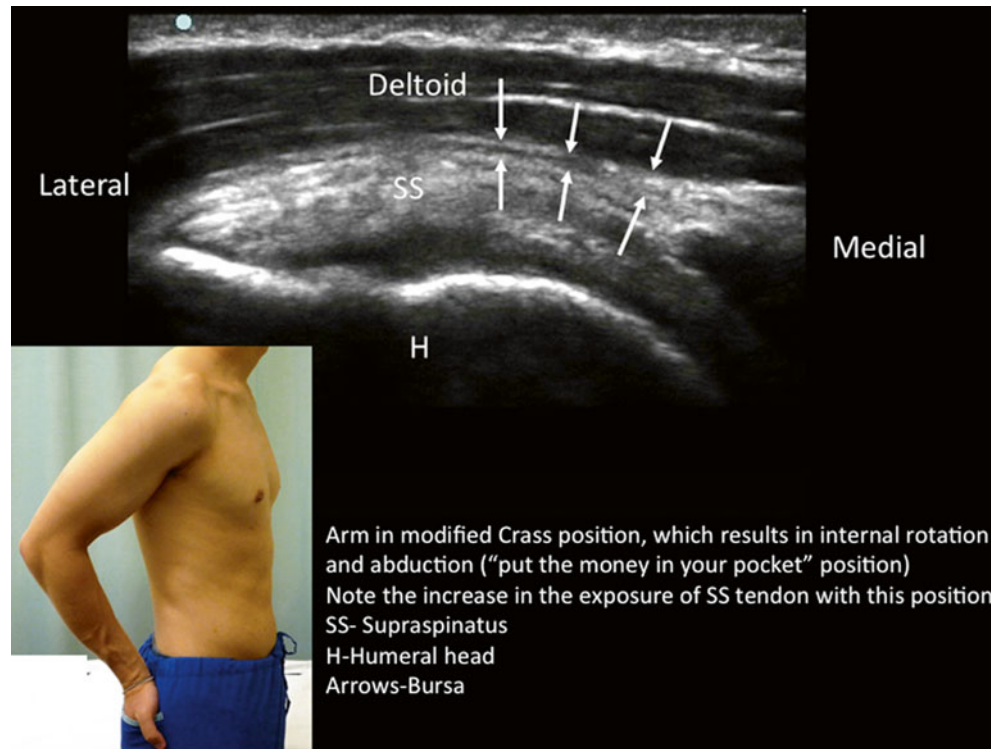 Deltoid
Lateral
SS
Medial
H
Arm in modified Crass position, which results in internal rotation
and abduction (“put the money in your pocket” position)
Note the increase in the exposure of SS tendon with this position
SS- Supraspinatus
H-Humeral head
Arrows-Bursa